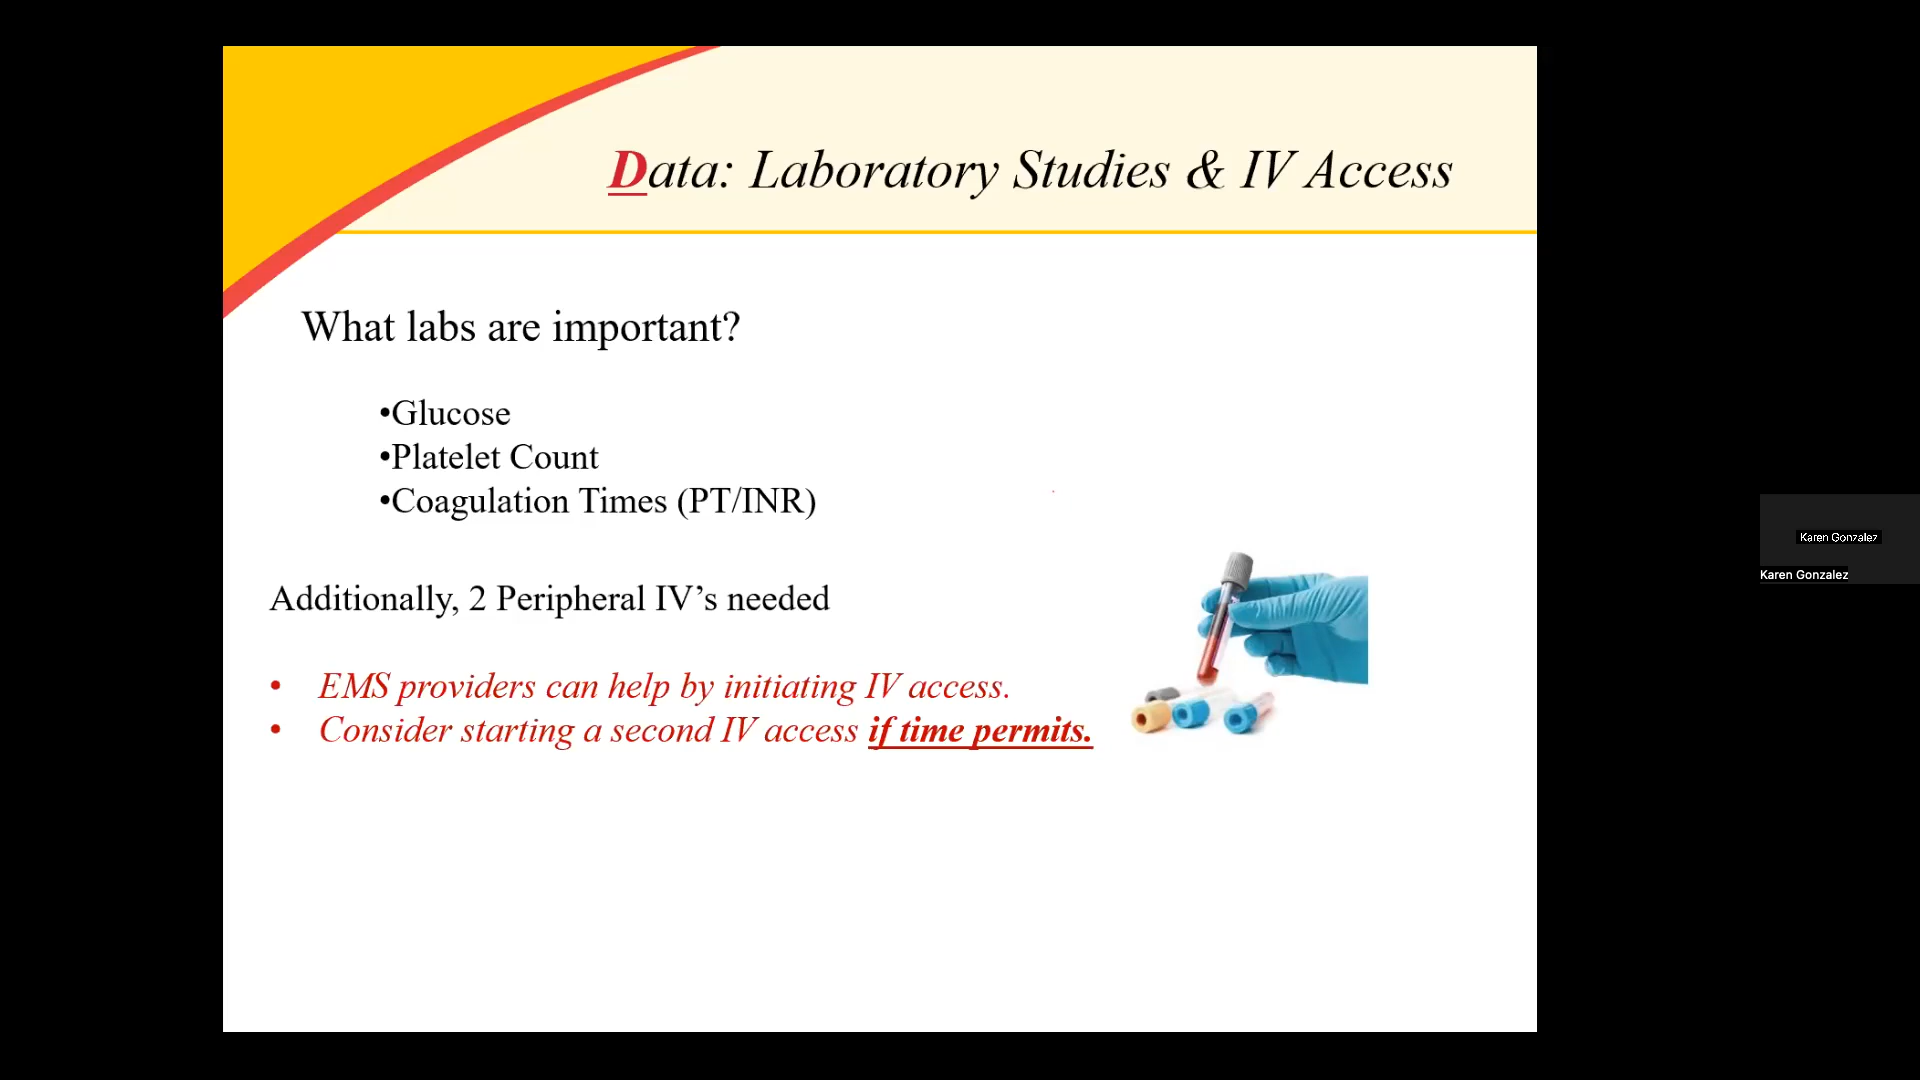 Data: Laboratory Studies & IV Access
What labs are important?
•Glucose
•Platelet Count
•Coagulation Times (PT/INR)
Additionally, 2 Peripheral IV’s needed
• EMS providers can help by initiating IV access.
• Consider starting a second IV access if time permits.
Karen Gonzalez
Karen Gonzalez